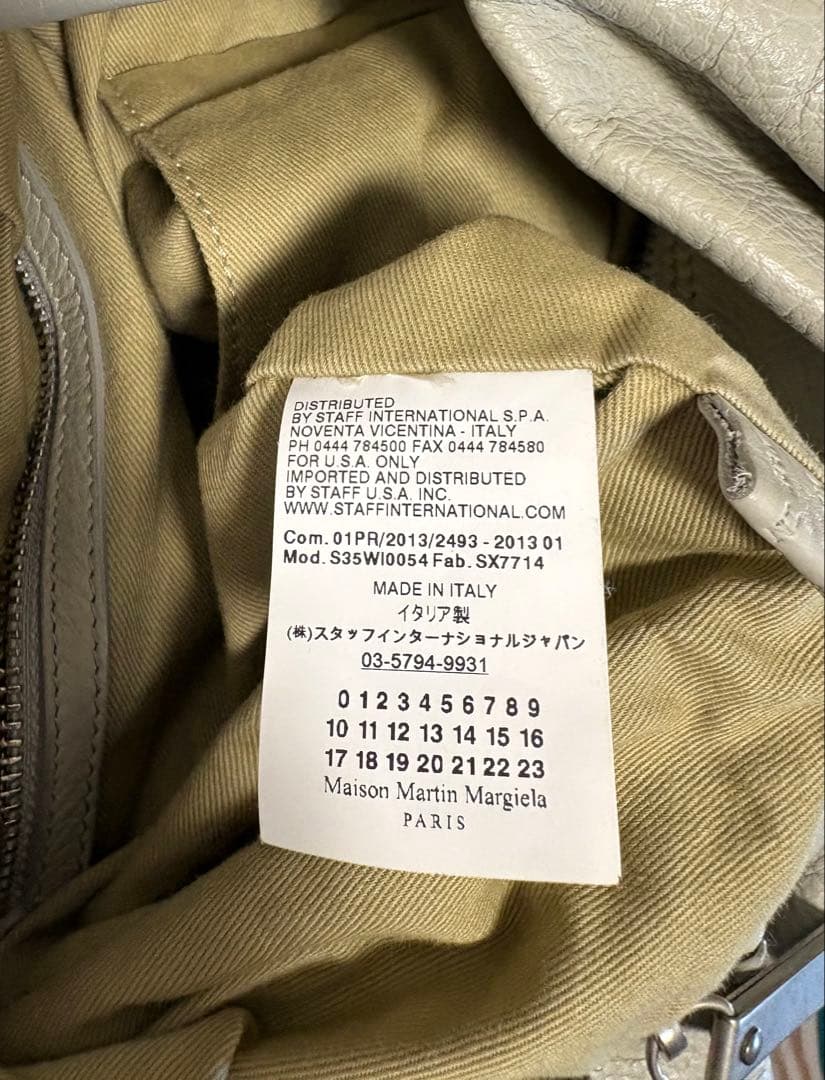 DISTRIBUTED
BY STAFF INTERNATIONAL S.P.A.
NOVENTA VICENTINA - ITALY
PH 0444 784500 FAX 0444 784580
FOR U.S.A. ONLY
IMPORTED AND DISTRIBUTED
BY STAFF U.S.A. INC.
WWW.STAFFINTERNATIONAL.COM
Com. 01PR/2013/2493 - 2013 01
Mod. S35WI0054 Fab. SX7714
MADE IN ITALY
イタリア製
(株)スタッフインターナショナルジャパン
03-5794-9931
0 1 2 3 4 5 6 7 8 9
10 11 12 13 14 15 16
17 18 19 20 21 22 23
Maison Martin Margiela
PARIS